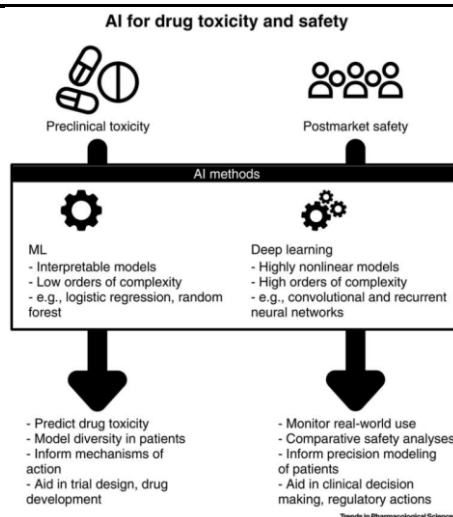 AI for drug toxicity and safety
Preclinical toxicity
Postmarket safety
AI methods
ML
- Interpretable models
- Low orders of complexity
- e.g., logistic regression, random
forest
Deep learning
- Highly nonlinear models
- High orders of complexity
- e.g., convolutional and recurrent
neural networks
- Predict drug toxicity
- Model diversity in patients
- Inform mechanisms of
action
- Aid in trial design, drug
development
- Monitor real-world use
- Comparative safety analyses
- Inform precision modeling
of patients
- Aid in clinical decision
making, regulatory actions
Trends in Pharmacological Sciences